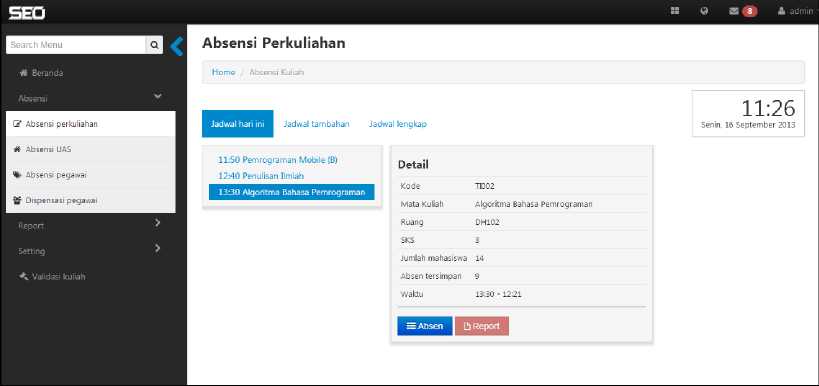 SEO
8
admin
Search Menu
Beranda
Absensi
Absensi perkuliahan
Absensi UAS
Absensi pegawai
Dispensasi pegawai
Report
Setting
Validasi kuliah
Absensi Perkuliahan
Home / Absensi Kuliah
11:26
Senin, 16 September 2013
Jadwal hari ini
Jadwal tambahan
Jadwal lengkap
11:50 Pemrograman Mobile (B)
12:40 Penulisan Ilmiah
13:30 Algoritma Bahasa Pemrograman
Detail
Kode TI002
Mata Kuliah Algoritma Bahasa Pemrograman
Ruang DH102
SKS 3
Jumlah mahasiswa 14
Absen tersimpan 9
Waktu 13:30 - 12:21
Absen
Report